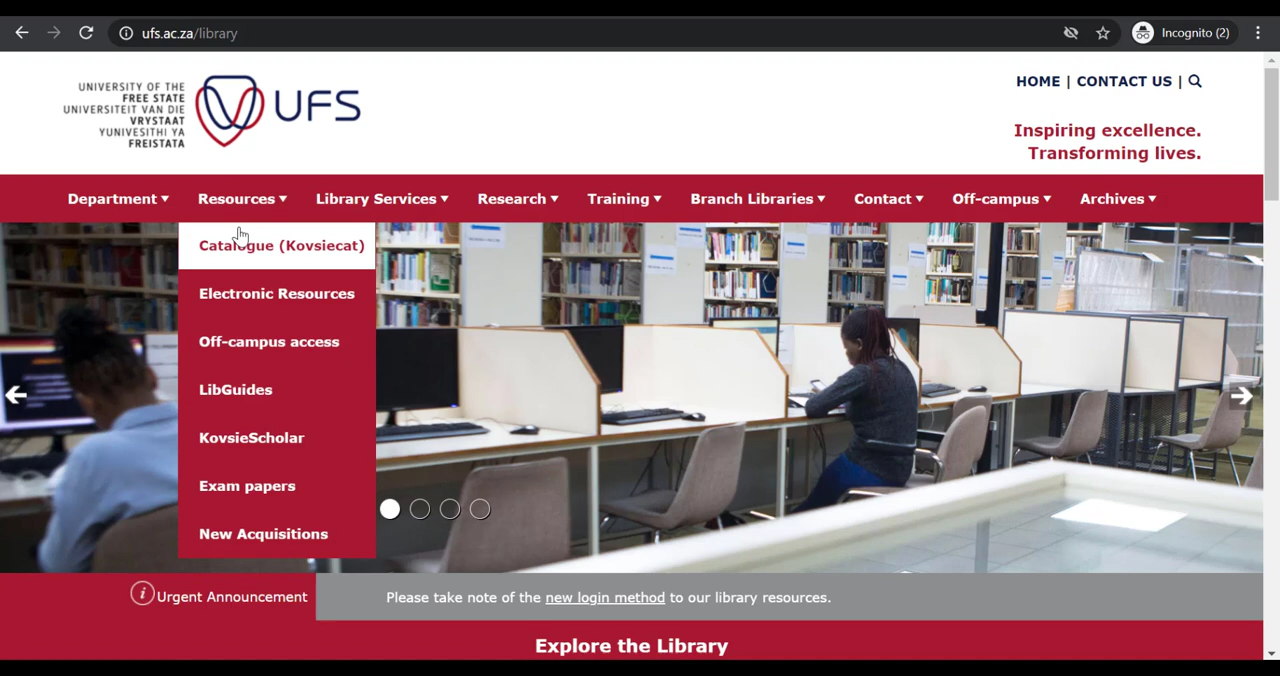 ufs.ac.za/library
Incognito (2)
UNIVERSITY OF THE
FREE STATE
UNIVERSITEIT VAN DIE
VRYSTAAT
YUNIVESITHI YA
FREISTATA
UFS
HOME | CONTACT US |
Inspiring excellence.
Transforming lives.
Department Resources Library Services Research Training Branch Libraries Contact Off-campus Archives
Catalogue (Kovsiecat)
Electronic Resources
Off-campus access
LibGuides
KovsieScholar
Exam papers
New Acquisitions
Urgent Announcement
Please take note of the new login method to our library resources.
Explore the Library